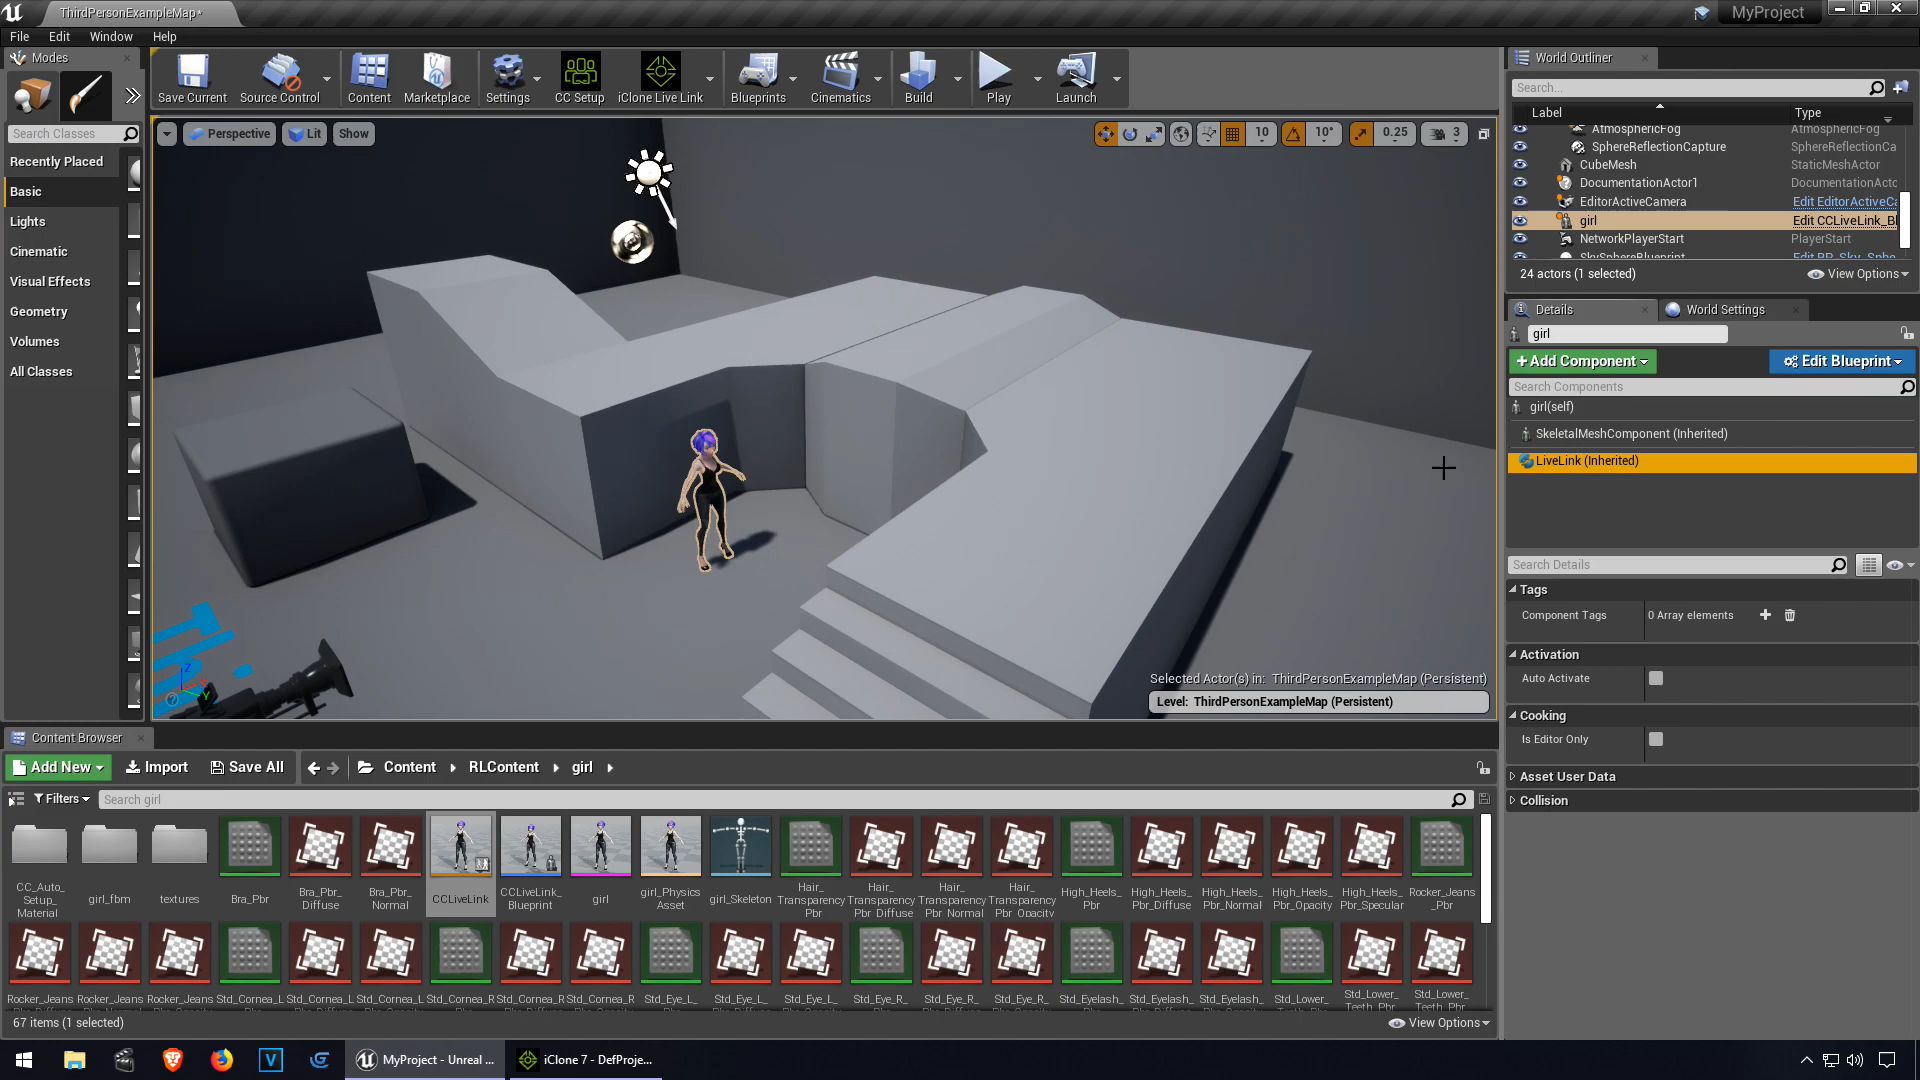 ThirdPersonExampleMap*
MyProject
File Edit Window Help
Modes
Search Classes
Recently Placed
Basic
Lights
Cinematic
Visual Effects
Geometry
Volumes
All Classes
Save Current Source Control Content Marketplace Settings CC Setup iClone Live Link Blueprints Cinematics Build Play Launch
Perspective Lit Show
10 10° 0.25 3
Selected Actor(s) in: ThirdPersonExampleMap (Persistent)
Level: ThirdPersonExampleMap (Persistent)
World Outliner
Search...
Label Type
AtmosphericFog AtmosphericFog
SphereReflectionCapture SphereReflectionCa
CubeMesh StaticMeshActor
DocumentationActor1 DocumentationActo
EditorActiveCamera Edit EditorActiveCa
girl Edit CCLiveLink_Bl
NetworkPlayerStart PlayerStart
SkySphereBlueprint Edit BP_Sky_Sphe
24 actors (1 selected) View Options
Details World Settings
girl
+Add Component Edit Blueprint
Search Components
girl(self)
SkeletalMeshComponent (Inherited)
LiveLink (Inherited)
Search Details
Tags
Component Tags 0 Array elements
Activation
Auto Activate
Cooking
Is Editor Only
Asset User Data
Collision
Content Browser
Add New Import Save All Content RLContent girl
Filters Search girl
CC_Auto_
Setup_
Material
girl_fbm
textures
Bra_Pbr
Bra_Pbr_
Diffuse
Bra_Pbr_
Normal
CCLiveLink
CCLiveLink_
Blueprint
girl
girl_Physics
Asset
girl_Skeleton
Hair_
Transparency
Pbr
Hair_
Transparency
Pbr_Diffuse
Hair_
Transparency
Pbr_Normal
Hair_
Transparency
Pbr_Opacity
High_Heels_
Pbr
High_Heels_
Pbr_Diffuse
High_Heels_
Pbr_Normal
High_Heels_
Pbr_Opacity
High_Heels_
Pbr_Specular
Rocker_Jeans
_Pbr
Rocker_Jeans Rocker_Jeans Rocker_Jeans Std_Cornea_L Std_Cornea_L Std_Cornea_L Std_Cornea_R Std_Cornea_R Std_Cornea_R Std_Eye_L_ Std_Eye_L_ Std_Eye_L_ Std_Eye_R_ Std_Eye_R_ Std_Eye_R_ Std_Eyelash_ Std_Eyelash_ Std_Eyelash_ Std_Lower_ Std_Lower_ Std_Lower_
Teeth_Pbr_ Teeth_Pbr_
67 items (1 selected) View Options
MyProject - Unreal ... iClone 7 - DefProje...